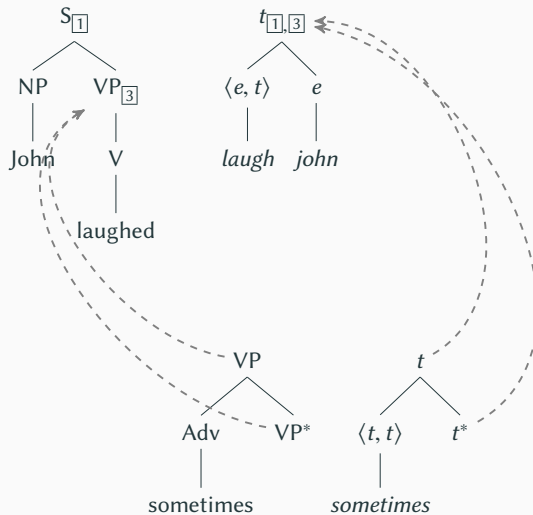 S1 t1,3
NP VP3 ⟨e, t⟩ e
John V laugh john
laughed
VP t
Adv VP* ⟨t, t⟩ t*
sometimes sometimes